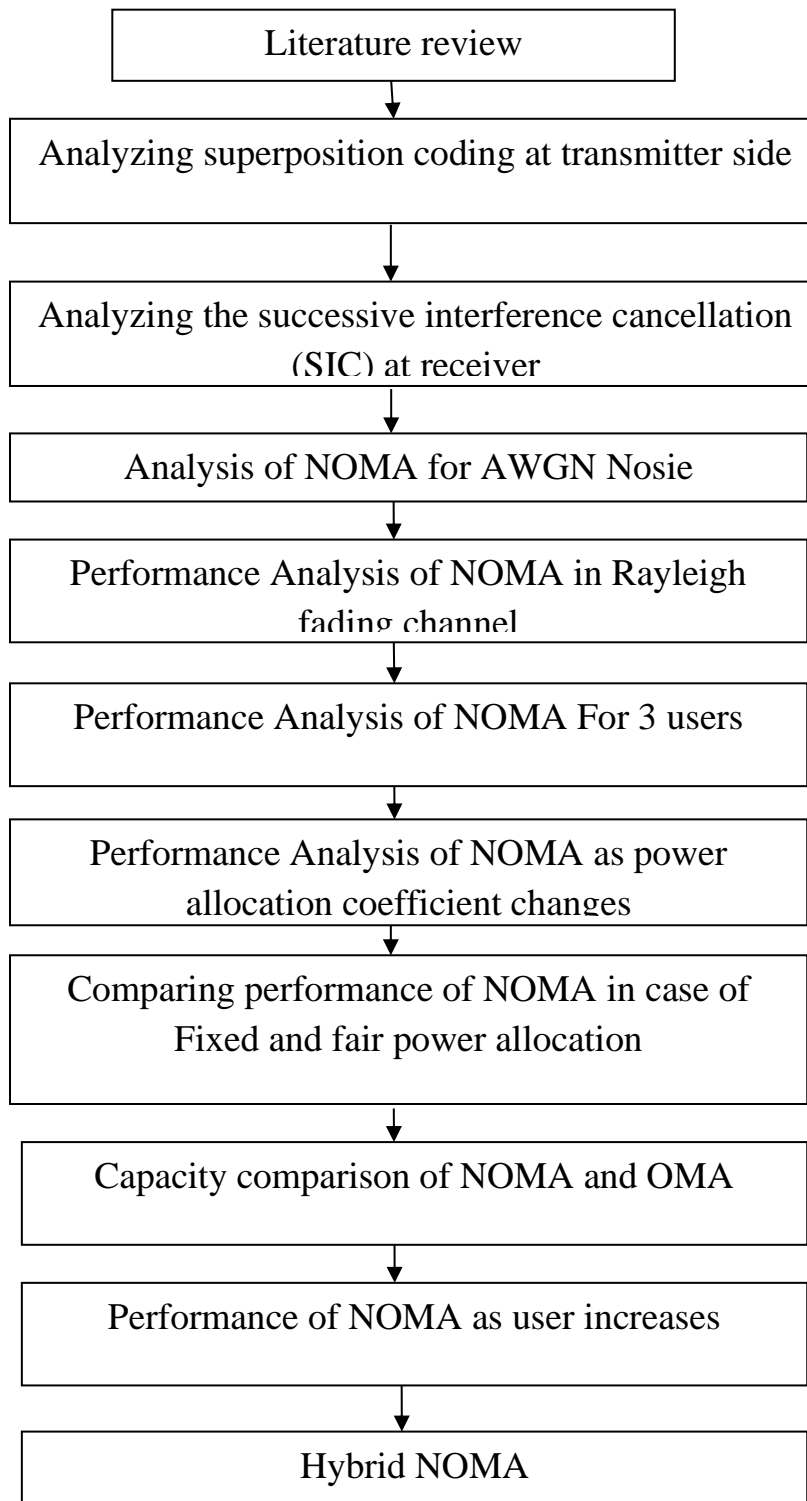 Literature review
Analyzing superposition coding at transmitter side
Analyzing the successive interference cancellation
(SIC) at receiver
Analysis of NOMA for AWGN Nosie
Performance Analysis of NOMA in Rayleigh
fading channel
Performance Analysis of NOMA For 3 users
Performance Analysis of NOMA as power
allocation coefficient changes
Comparing performance of NOMA in case of
Fixed and fair power allocation
Capacity comparison of NOMA and OMA
Performance of NOMA as user increases
Hybrid NOMA